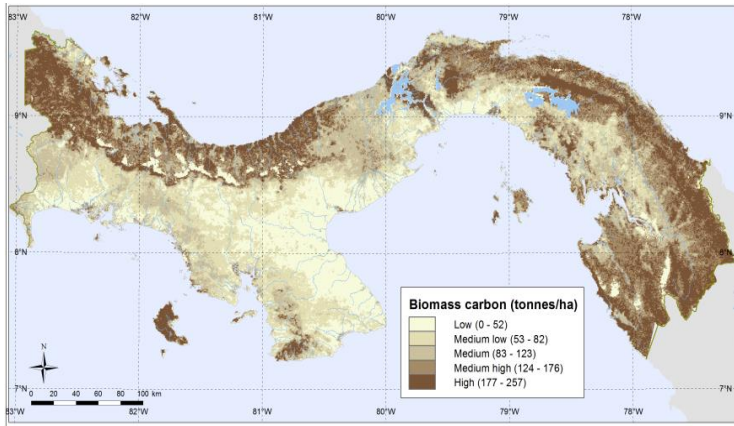 83°W 82°W 81°W 80°W 79°W 78°W
9°N 9°N
8°N 8°N
7°N 7°N
Biomass carbon (tonnes/ha)
Low (0 - 52)
Medium low (53 - 82)
Medium (83 - 123)
Medium high (124 - 176)
High (177 - 257)
N
0 20 40 60 80 100 km
83°W 82°W 81°W 80°W 79°W 78°W